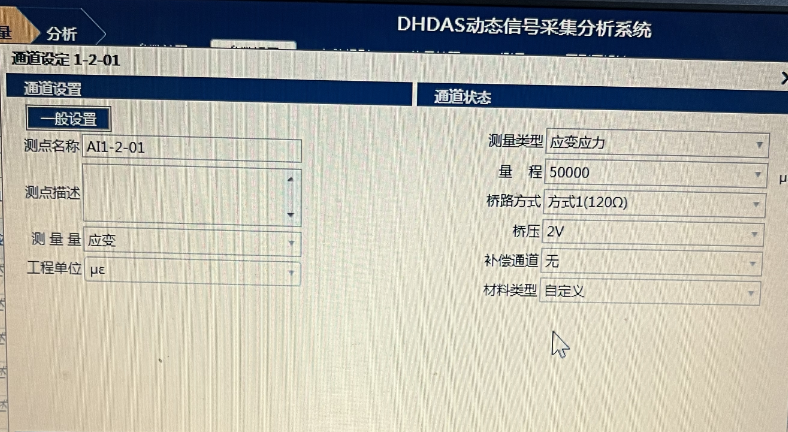 DHDAS动态信号采集分析系统
量
分析
通道设定 1-2-01
通道设置
一般设置
测点名称 AI1-2-01
测点描述
测 量 量 应变
工程单位 με
通道状态
测量类型 应变应力
量 程 50000
μ
桥路方式 方式1(120Ω)
桥压 2V
补偿通道 无
材料类型 自定义